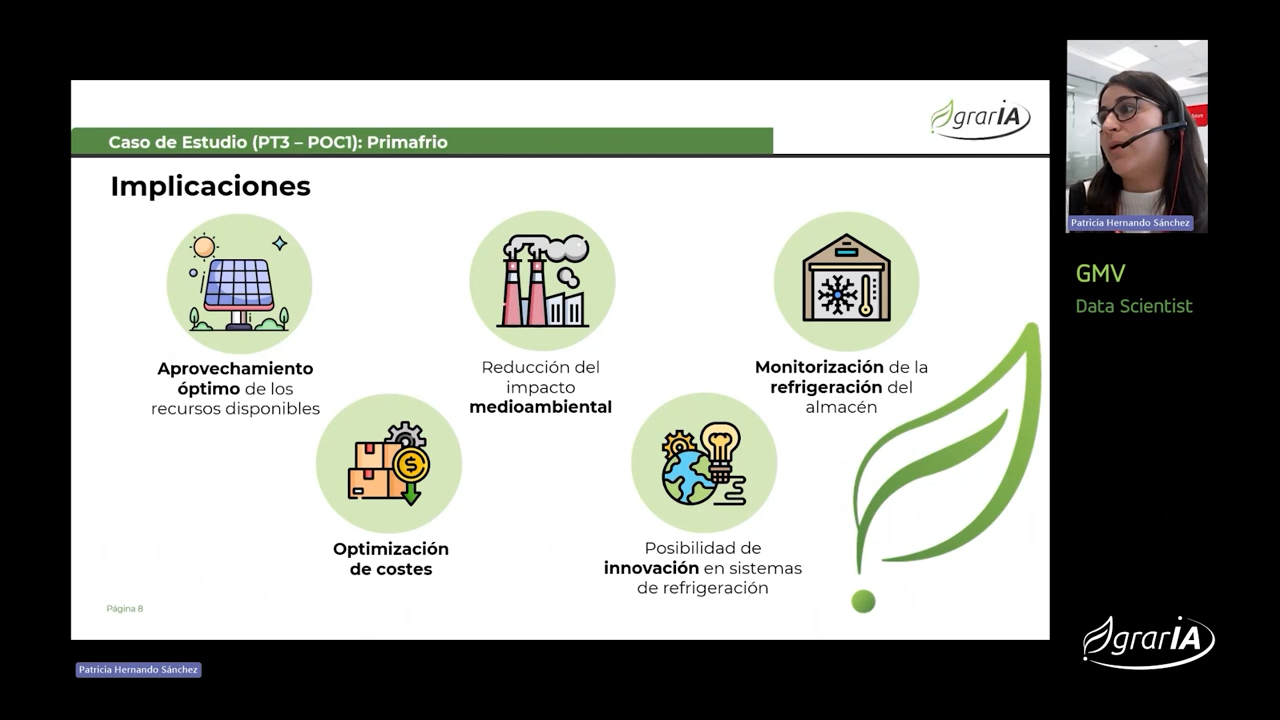 Caso de Estudio (PT3 – POC1): Primafrio
grarIA
Implicaciones
Aprovechamiento
óptimo de los
recursos disponibles
Reducción del
impacto
medioambiental
Monitorización de la
refrigeración del
almacén
$
Optimización
de costes
Posibilidad de
innovación en sistemas
de refrigeración
Página 8
Patricia Hernando Sánchez
Patricia Hernando Sánchez
GMV
Data Scientist
grarIA